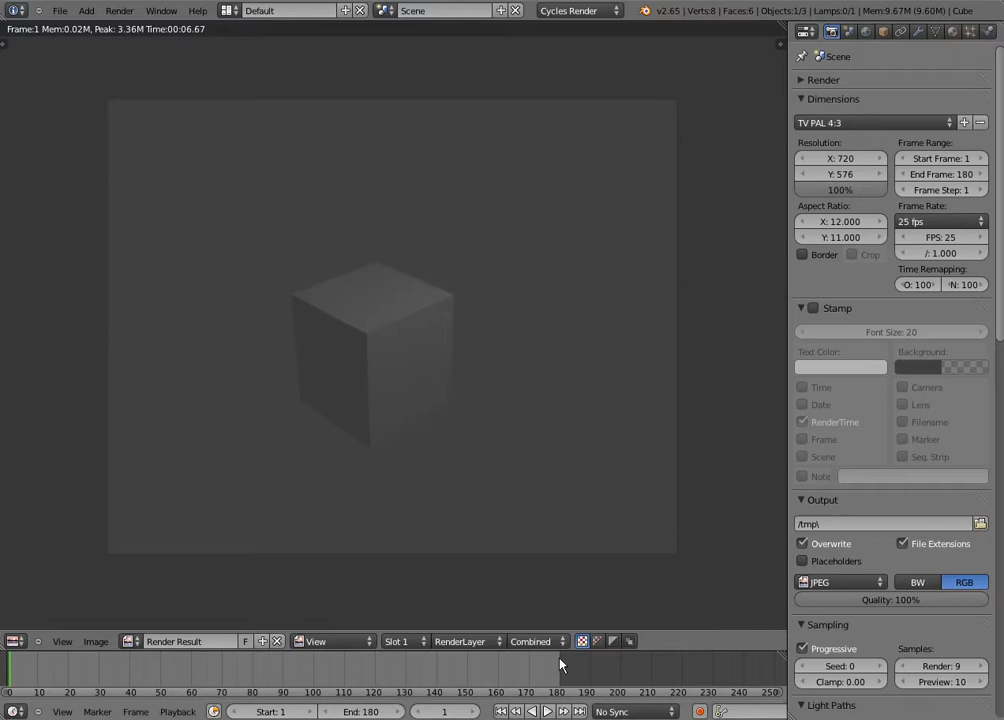 File Add Render Window Help Default Scene Cycles Render v2.65 | Verts:8 | Faces:6 | Objects:1/3 | Lamps:0/1 | Mem:9.67M (9.60M) | Cube
Frame:1 Mem:0.02M, Peak: 3.36M Time:00:06.67
Scene
Render
Dimensions
TV PAL 4:3
Resolution: Frame Range:
X: 720 Start Frame: 1
Y: 576 End Frame: 180
100% Frame Step: 1
Aspect Ratio: Frame Rate:
X: 12.000 25 fps
Y: 11.000 FPS: 25
Border Crop /: 1.000
Time Remapping:
O: 100 N: 100
Stamp
Font Size: 20
Text Color: Background:
Time Camera
Date Lens
RenderTime Filename
Frame Marker
Scene Seq. Strip
Note
Output
/tmp\
Overwrite File Extensions
Placeholders
JPEG BW RGB
Quality: 100%
Sampling
Progressive Samples:
Seed: 0 Render: 9
Clamp: 0.00 Preview: 10
Light Paths
View Image Render Result F View Slot 1 RenderLayer Combined
0 10 20 30 40 50 60 70 80 90 100 110 120 130 140 150 160 170 180 190 200 210 220 230 240 250
View Marker Frame Playback Start: 1 End: 180 1 No Sync